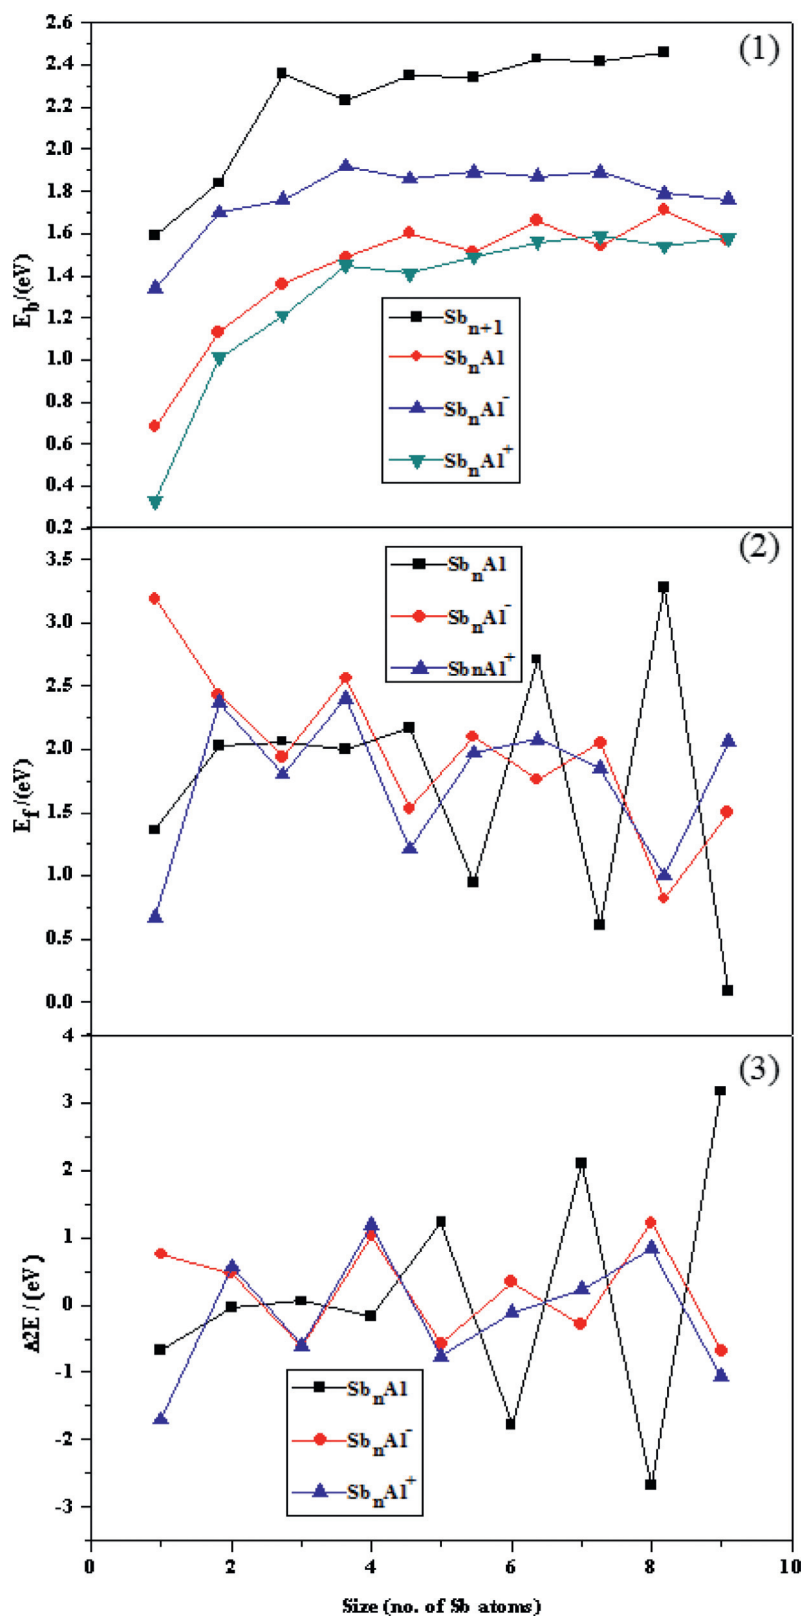 (1)
2.6
2.4
2.2
2.0
1.8
1.6
1.4
1.2
1.0
0.8
0.6
0.4
0.2
E_b/(eV)
Sb_{n+1}
Sb_nAl
Sb_nAl^-
Sb_nAl^+
(2)
3.5
3.0
2.5
2.0
1.5
1.0
0.5
0.0
E_f/(eV)
Sb_nAl
Sb_nAl^-
SbnAl^+
(3)
4
3
2
1
0
-1
-2
-3
Δ2E / (eV)
Sb_nAl
Sb_nAl^-
Sb_nAl^+
0 2 4 6 8 10
Size (no. of Sb atoms)